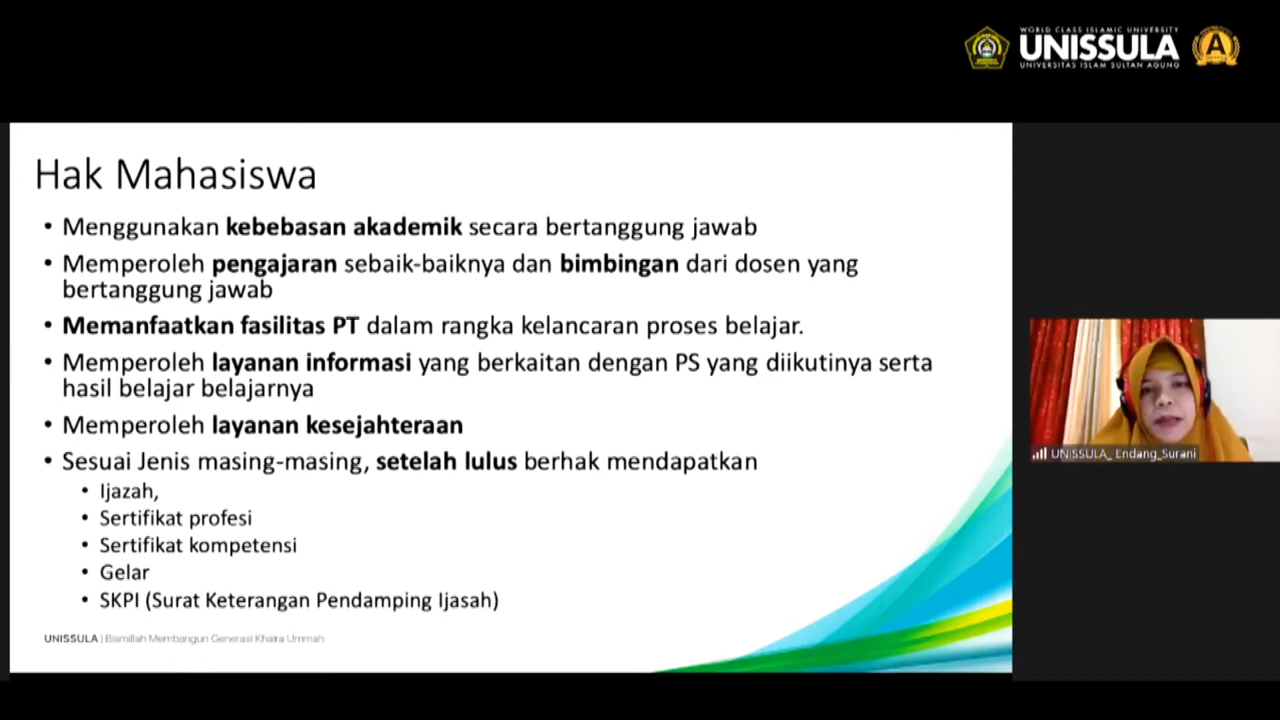 WORLD CLASS ISLAMIC UNIVERSITY
UNISSULA
UNIVERSITAS ISLAM SULTAN AGUNG
A
Hak Mahasiswa
• Menggunakan kebebasan akademik secara bertanggung jawab
• Memperoleh pengajaran sebaik-baiknya dan bimbingan dari dosen yang
bertanggung jawab
• Memanfaatkan fasilitas PT dalam rangka kelancaran proses belajar.
• Memperoleh layanan informasi yang berkaitan dengan PS yang diikutinya serta
hasil belajar belajarnya
• Memperoleh layanan kesejahteraan
• Sesuai Jenis masing-masing, setelah lulus berhak mendapatkan
• Ijazah,
• Sertifikat profesi
• Sertifikat kompetensi
• Gelar
• SKPI (Surat Keterangan Pendamping Ijasah)
UNISSULA | Bismillah Membangun Generasi Khaira Ummah
UNISSULA_ Endang_Surani